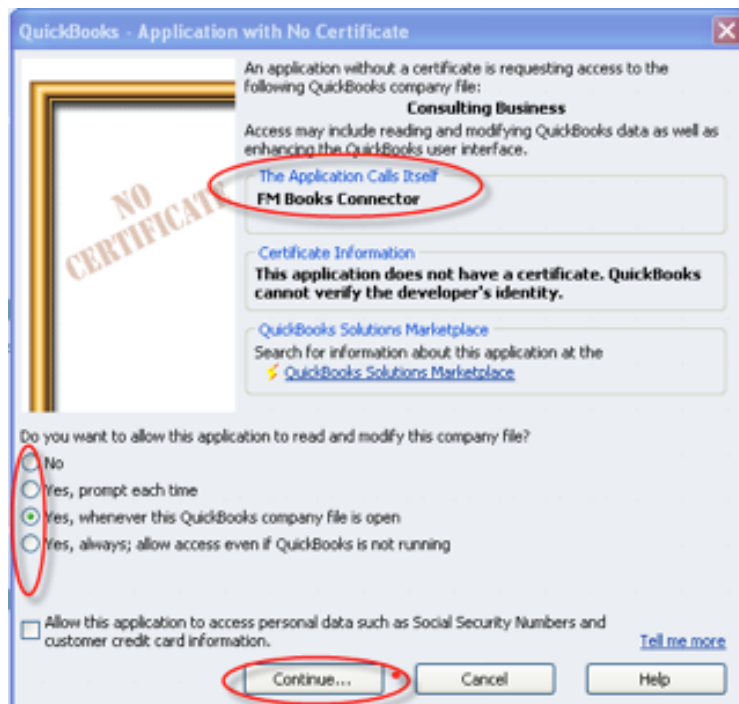 QuickBooks - Application with No Certificate
An application without a certificate is requesting access to the
following QuickBooks company file:
Consulting Business
Access may include reading and modifying QuickBooks data as well as
enhancing the QuickBooks user interface.
The Application Calls Itself
FM Books Connector
NO
CERTIFICATE
Certificate Information
This application does not have a certificate. QuickBooks
cannot verify the developer's identity.
QuickBooks Solutions Marketplace
Search for information about this application at the
QuickBooks Solutions Marketplace
Do you want to allow this application to read and modify this company file?
No
Yes, prompt each time
Yes, whenever this QuickBooks company file is open
Yes, always; allow access even if QuickBooks is not running
Allow this application to access personal data such as Social Security Numbers and
customer credit card information.
Tell me more
Continue...
Cancel
Help